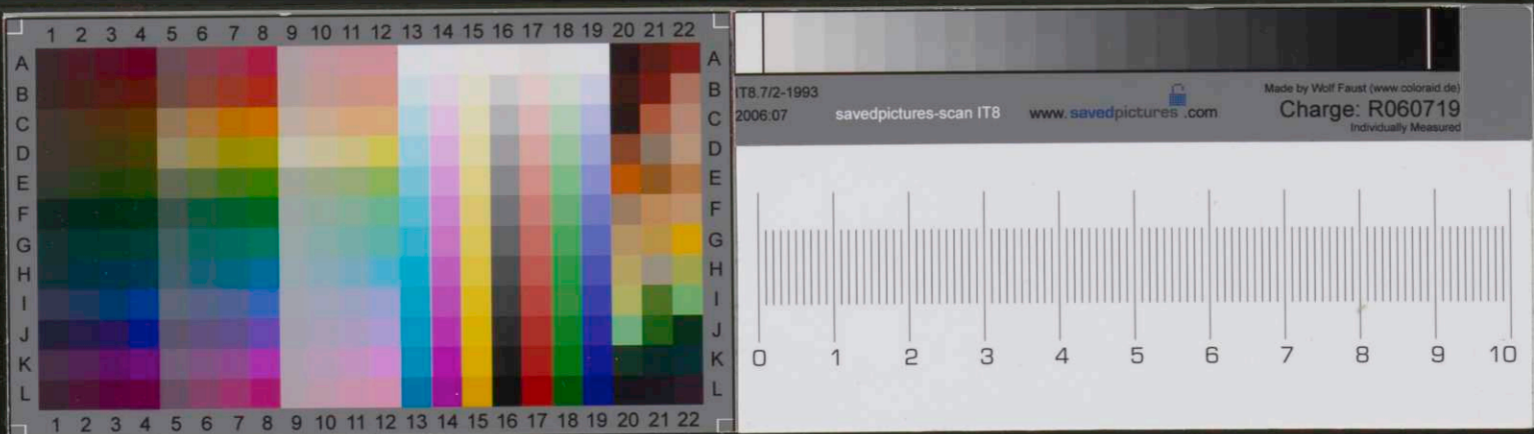 1 2 3 4 5 6 7 8 9 10 11 12 13 14 15 16 17 18 19 20 21 22
A A
B B
C C
D D
E E
F F
G G
H H
I I
J J
K K
L L
1 2 3 4 5 6 7 8 9 10 11 12 13 14 15 16 17 18 19 20 21 22
IT8.7/2-1993
2006:07
savedpictures-scan IT8
www.savedpictures.com
Made by Wolf Faust (www.coloraid.de)
Charge: R060719
Individually Measured
0 1 2 3 4 5 6 7 8 9 10